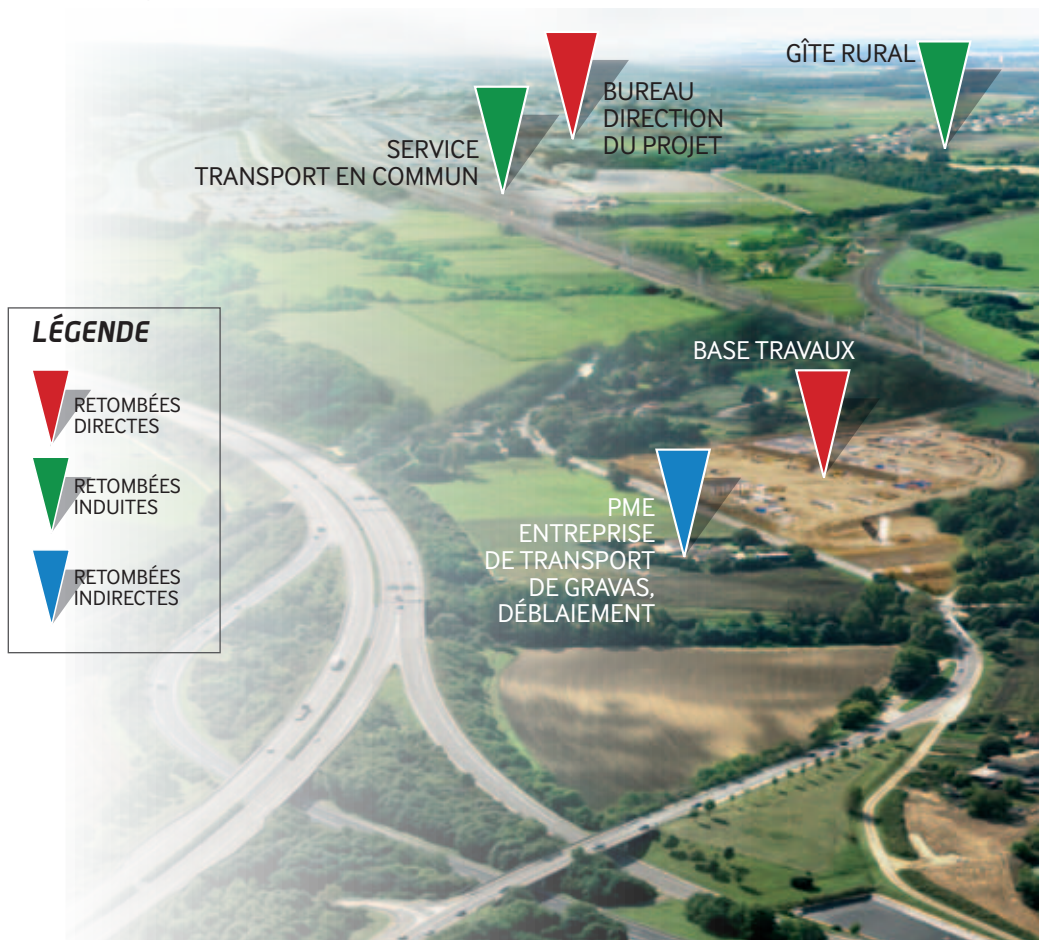 GÎTE RURAL
BUREAU
DIRECTION
DU PROJET
SERVICE
TRANSPORT EN COMMUN
LÉGENDE
RETOMBÉES
DIRECTES
RETOMBÉES
INDUITES
RETOMBÉES
INDIRECTES
BASE TRAVAUX
PME
ENTREPRISE
DE TRANSPORT
DE GRAVAS,
DÉBLAIEMENT